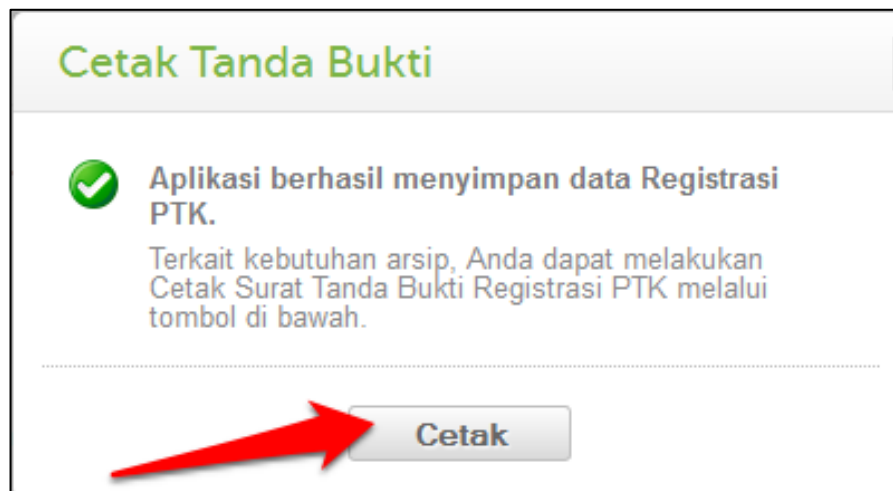 Cetak Tanda Bukti
Aplikasi berhasil menyimpan data Registrasi
PTK.
Terkait kebutuhan arsip, Anda dapat melakukan
Cetak Surat Tanda Bukti Registrasi PTK melalui
tombol di bawah.
Cetak